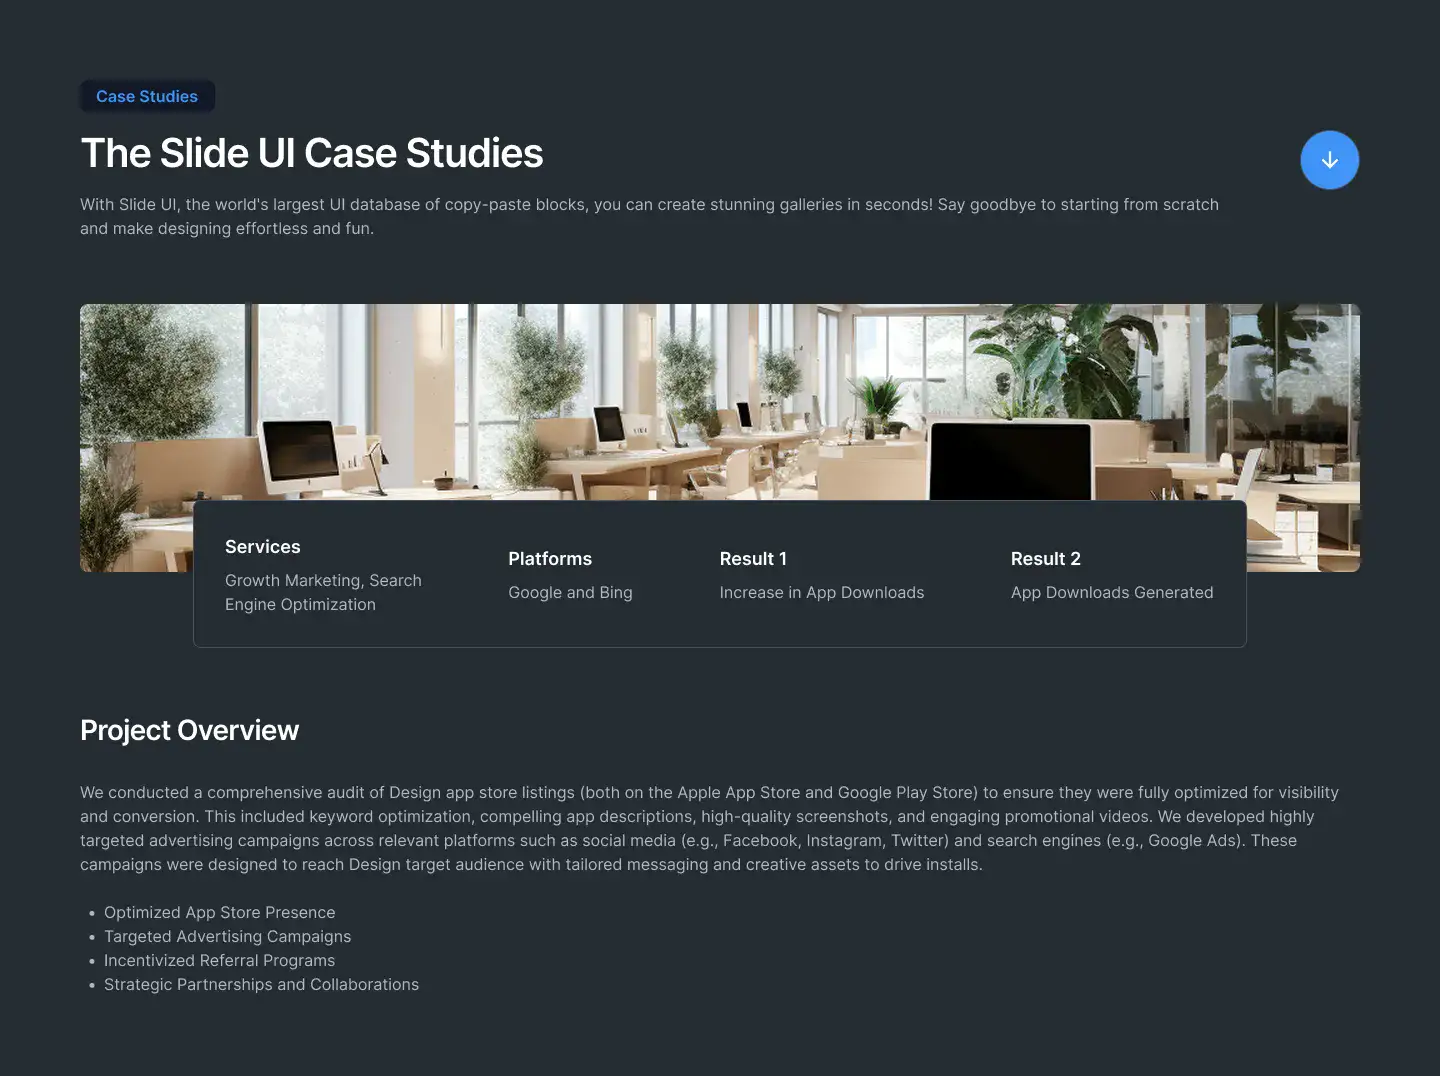 Case Studies
The Slide UI Case Studies
With Slide UI, the world's largest UI database of copy-paste blocks, you can create stunning galleries in seconds! Say goodbye to starting from scratch
and make designing effortless and fun.
Services
Growth Marketing, Search
Engine Optimization
Platforms
Google and Bing
Result 1
Increase in App Downloads
Result 2
App Downloads Generated
Project Overview
We conducted a comprehensive audit of Design app store listings (both on the Apple App Store and Google Play Store) to ensure they were fully optimized for visibility
and conversion. This included keyword optimization, compelling app descriptions, high-quality screenshots, and engaging promotional videos. We developed highly
targeted advertising campaigns across relevant platforms such as social media (e.g., Facebook, Instagram, Twitter) and search engines (e.g., Google Ads). These
campaigns were designed to reach Design target audience with tailored messaging and creative assets to drive installs.
• Optimized App Store Presence
• Targeted Advertising Campaigns
• Incentivized Referral Programs
• Strategic Partnerships and Collaborations